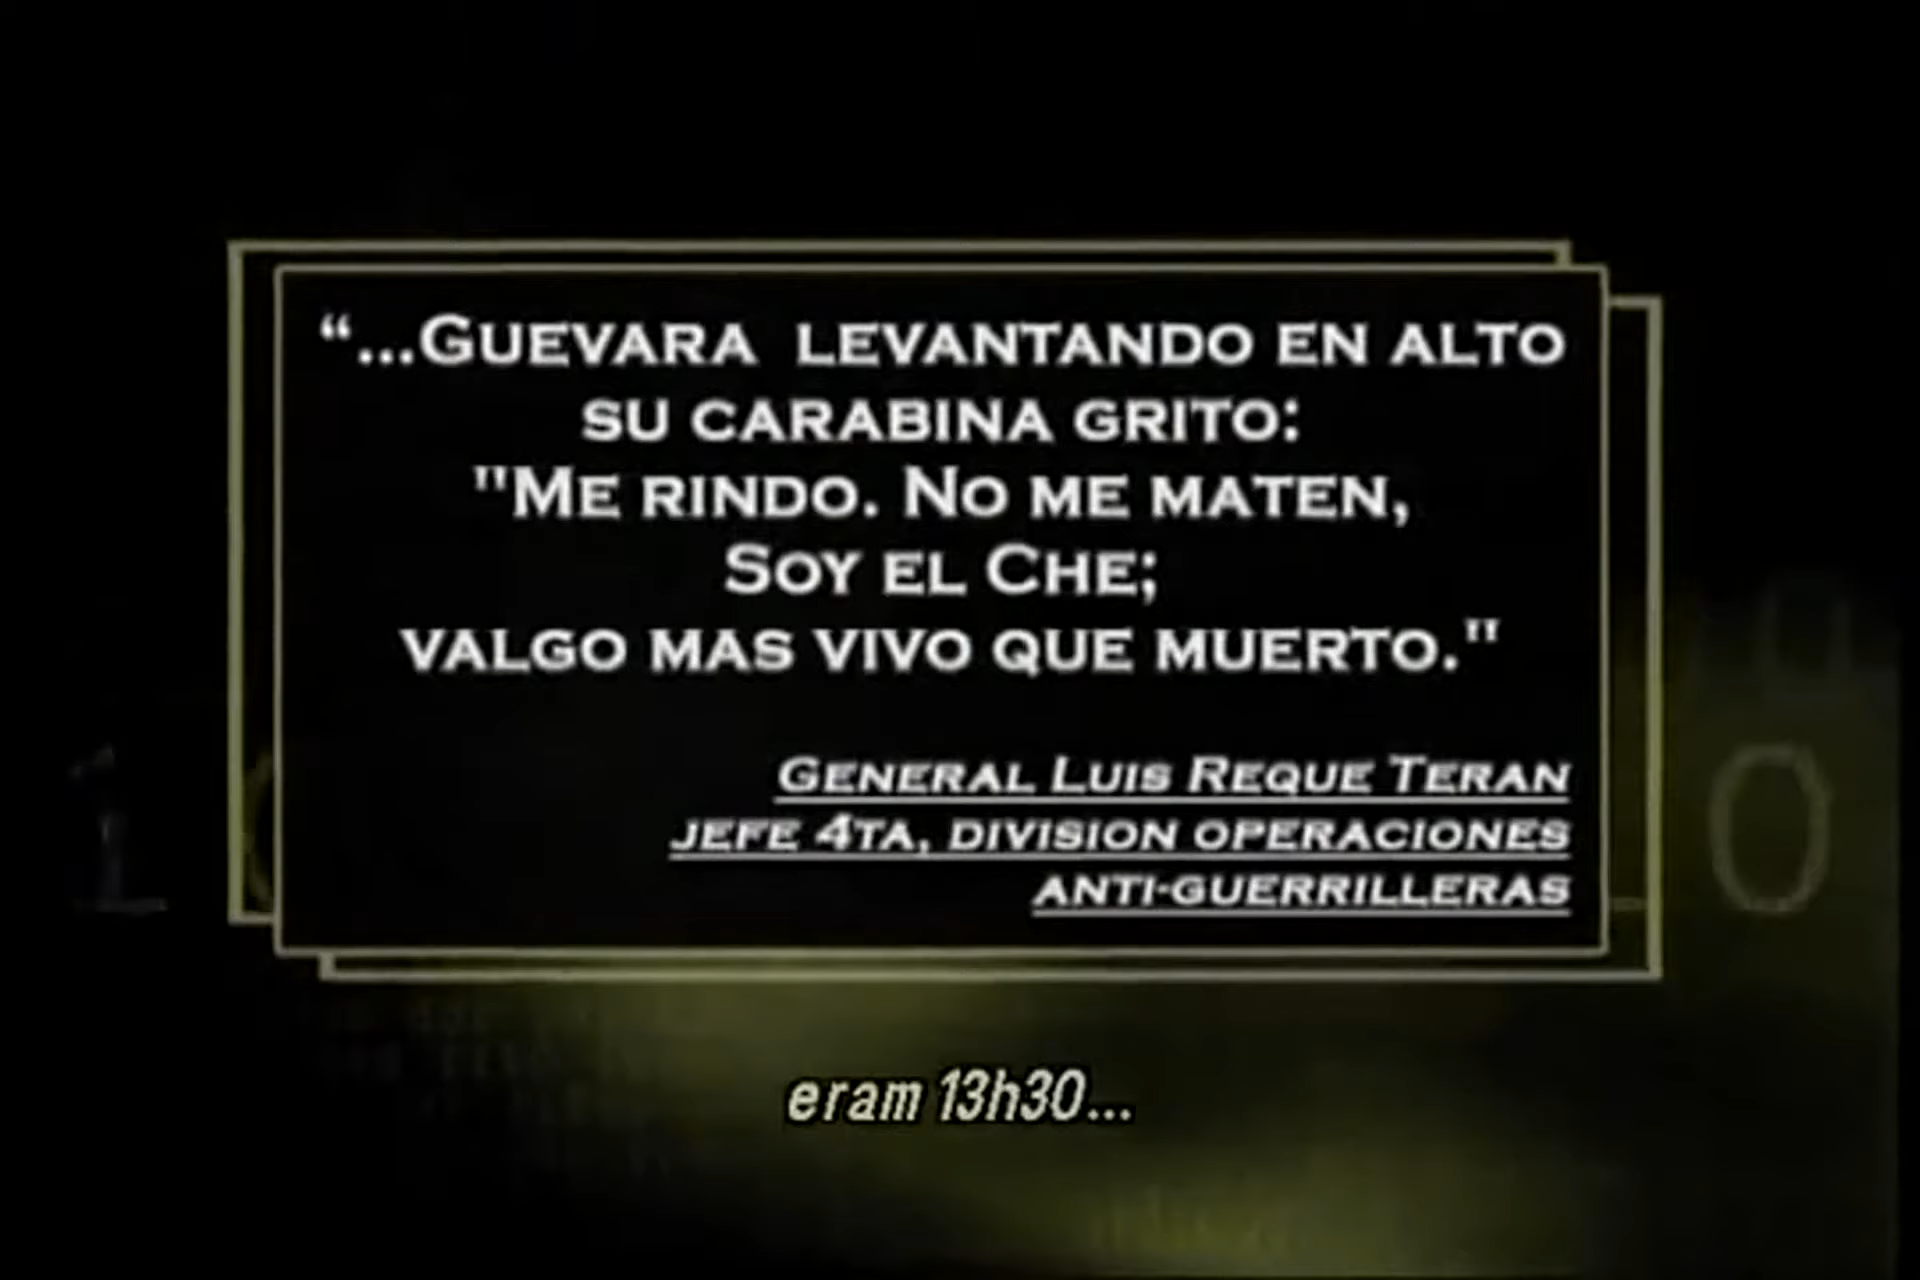 “...GUEVARA LEVANTANDO EN ALTO
SU CARABINA GRITO:
"ME RINDO. NO ME MATEN,
SOY EL CHE;
VALGO MAS VIVO QUE MUERTO."
GENERAL LUIS REQUE TERAN
JEFE 4TA, DIVISION OPERACIONES
ANTI-GUERRILLERAS
eram 13h30...